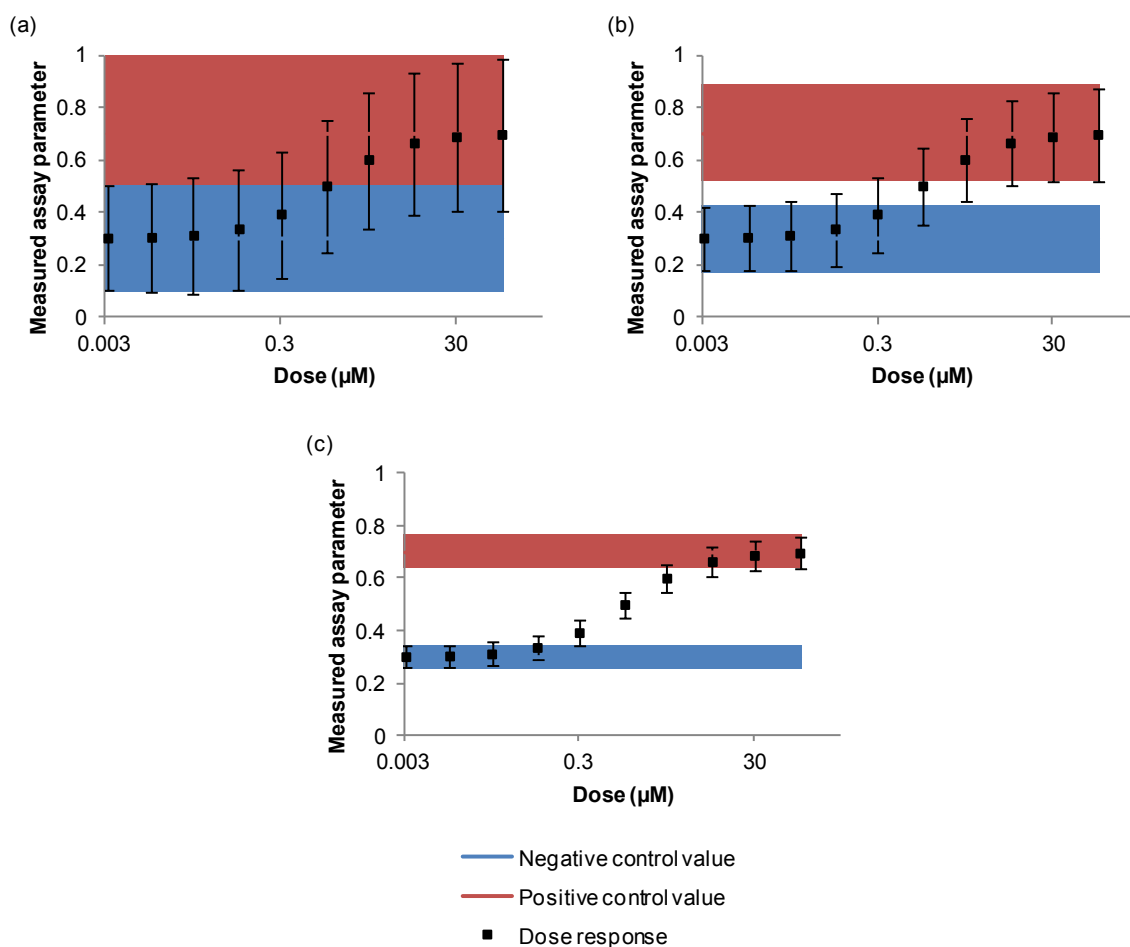 (a)
Measured assay parameter
1
0.8
0.6
0.4
0.2
0
0.003
0.3
30
Dose (µM)
(b)
Measured assay parameter
1
0.8
0.6
0.4
0.2
0
0.003
0.3
30
Dose (µM)
(c)
Measured assay parameter
1
0.8
0.6
0.4
0.2
0
0.003
0.3
30
Dose (µM)
Negative control value
Positive control value
Dose response